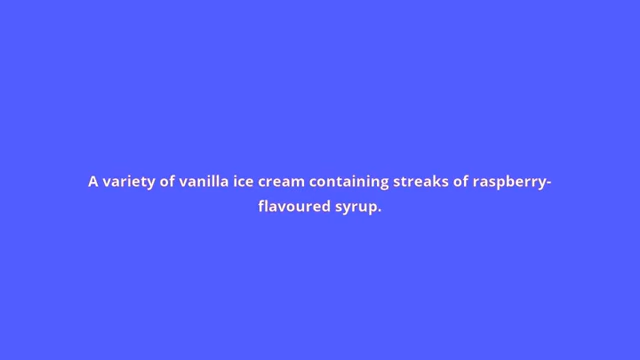 A variety of vanilla ice cream containing streaks of raspberry-
flavoured syrup.